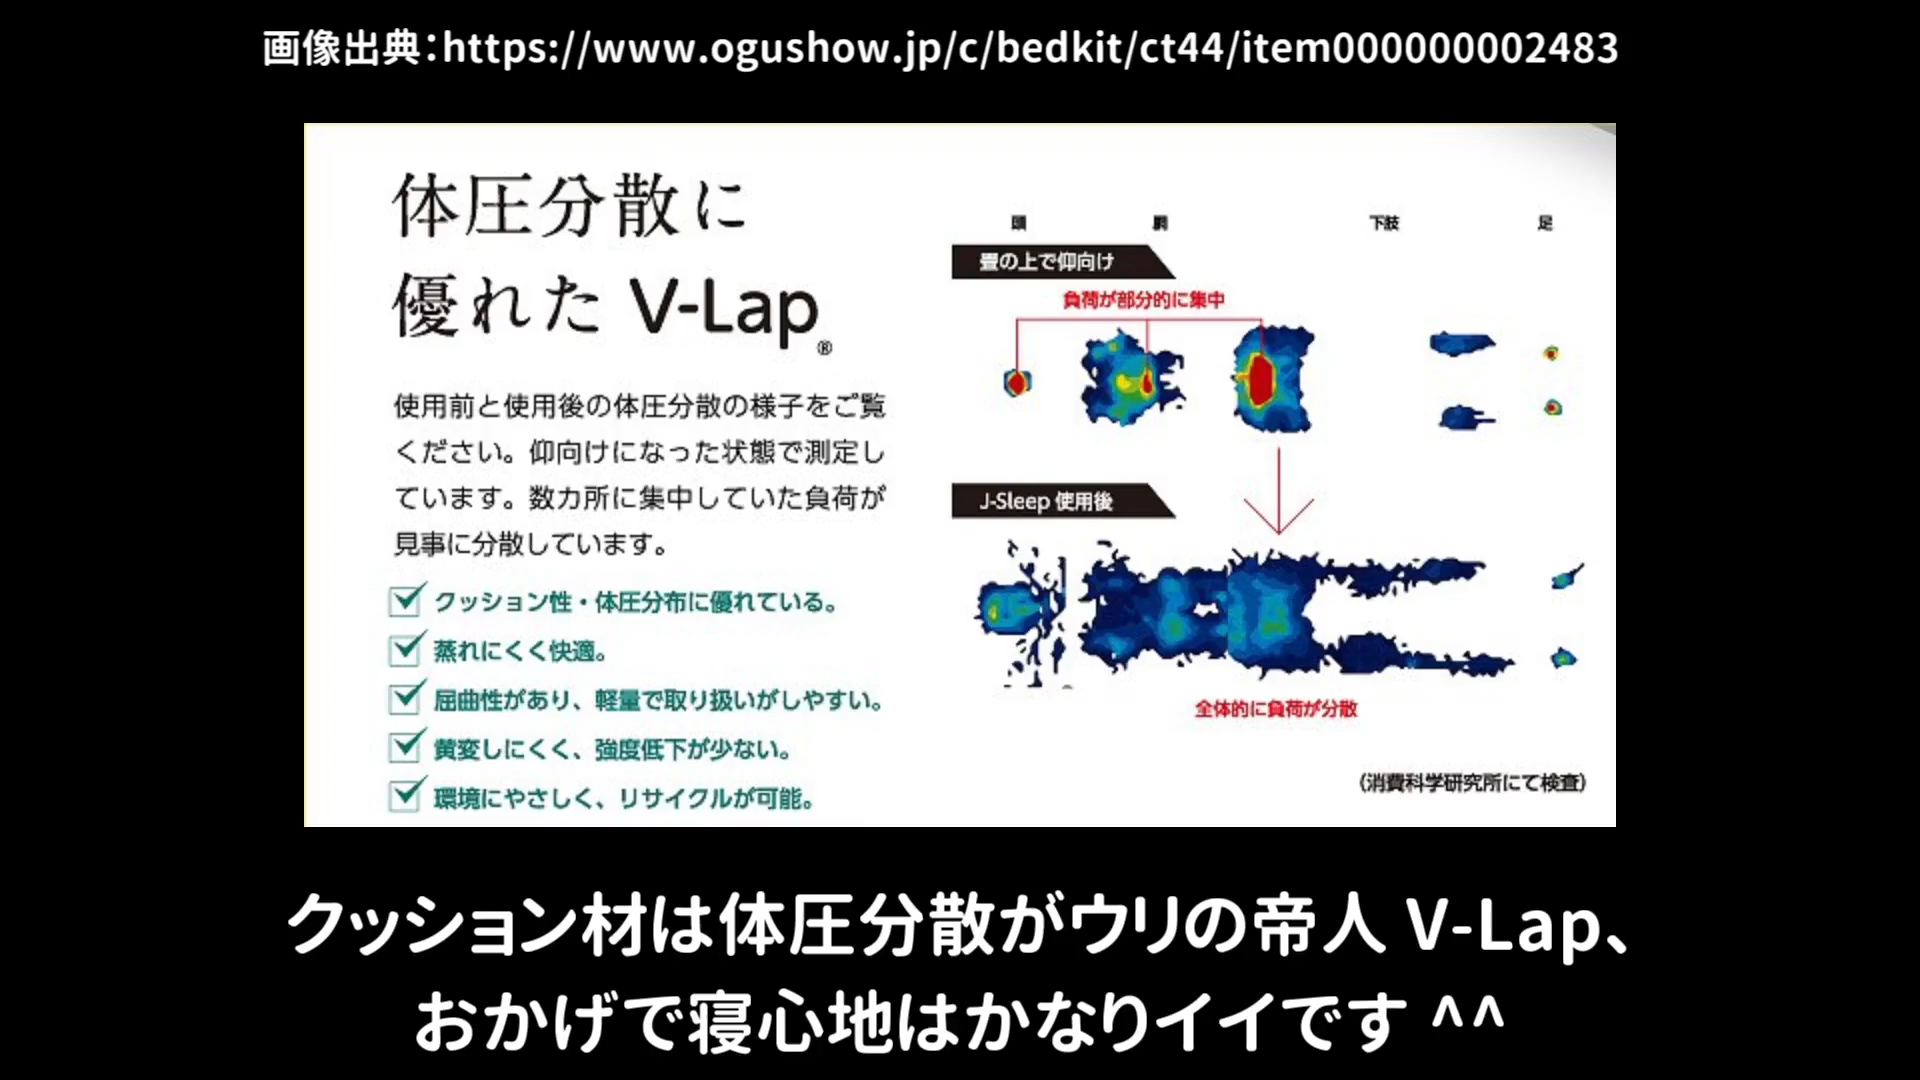 画像出典：https://www.ogushow.jp/c/bedkit/ct44/item000000002483
体圧分散に
優れた V-Lap®
使用前と使用後の体圧分散の様子をご覧
ください。仰向けになった状態で測定し
ています。数カ所に集中していた負荷が
見事に分散しています。
クッション性・体圧分布に優れている。
蒸れにくく快適。
屈曲性があり、軽量で取り扱いがしやすい。
黄変しにくく、強度低下が少ない。
環境にやさしく、リサイクルが可能。
頭 胴 下肢 足
畳の上で仰向け
負荷が部分的に集中
J-Sleep 使用後
全体的に負荷が分散
（消費科学研究所にて検査）
クッション材は体圧分散がウリの帝人 V-Lap、
おかげで寝心地はかなりイイです ^^